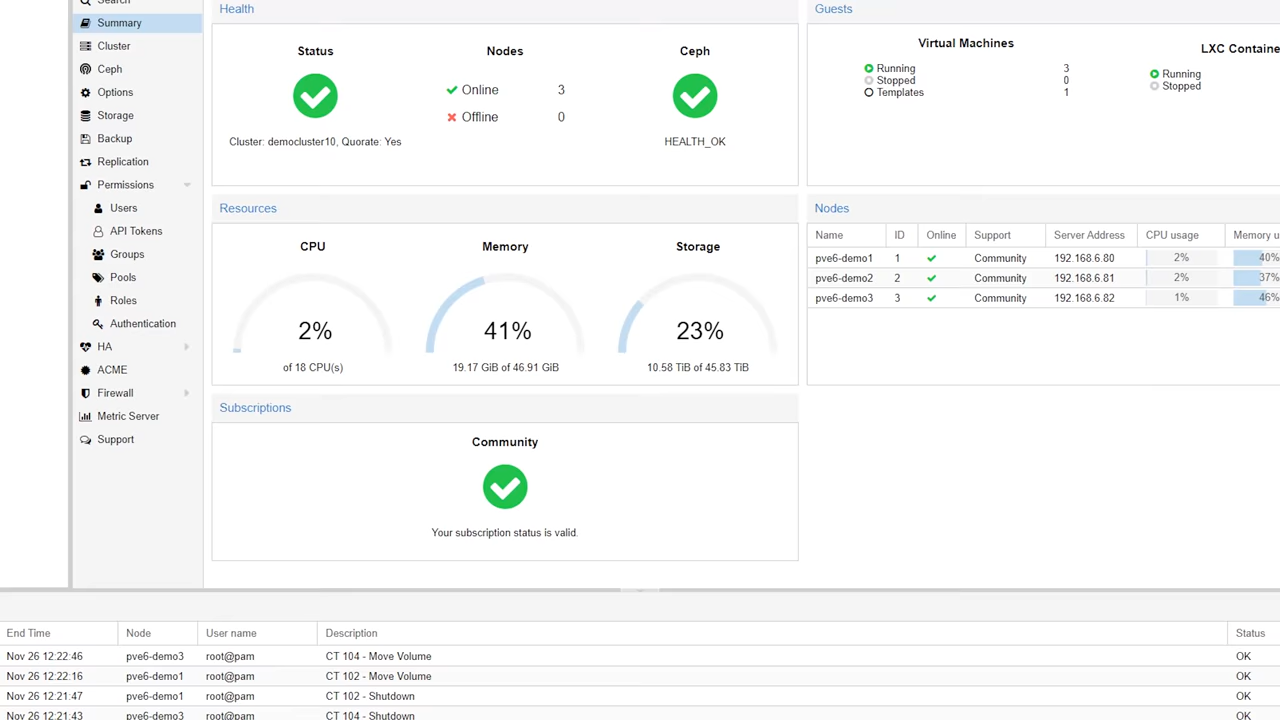 Search
Summary
Cluster
Ceph
Options
Storage
Backup
Replication
Permissions
Users
API Tokens
Groups
Pools
Roles
Authentication
HA
ACME
Firewall
Metric Server
Support
Health
Status
Nodes
Ceph
Online 3
Offline 0
Cluster: democluster10, Quorate: Yes
HEALTH_OK
Guests
Virtual Machines
Running 3
Stopped 0
Templates 1
LXC Containe
Running
Stopped
Resources
CPU
Memory
Storage
2%
41%
23%
of 18 CPU(s)
19.17 GiB of 46.91 GiB
10.58 TiB of 45.83 TiB
Nodes
Name ID Online Support Server Address CPU usage Memory u
pve6-demo1 1 Community 192.168.6.80 2% 40%
pve6-demo2 2 Community 192.168.6.81 2% 37%
pve6-demo3 3 Community 192.168.6.82 1% 46%
Subscriptions
Community
Your subscription status is valid.
End Time Node User name Description Status
Nov 26 12:22:46 pve6-demo3 root@pam CT 104 - Move Volume OK
Nov 26 12:22:16 pve6-demo1 root@pam CT 102 - Move Volume OK
Nov 26 12:21:47 pve6-demo1 root@pam CT 102 - Shutdown OK
Nov 26 12:21:43 pve6-demo3 root@pam CT 104 - Shutdown OK